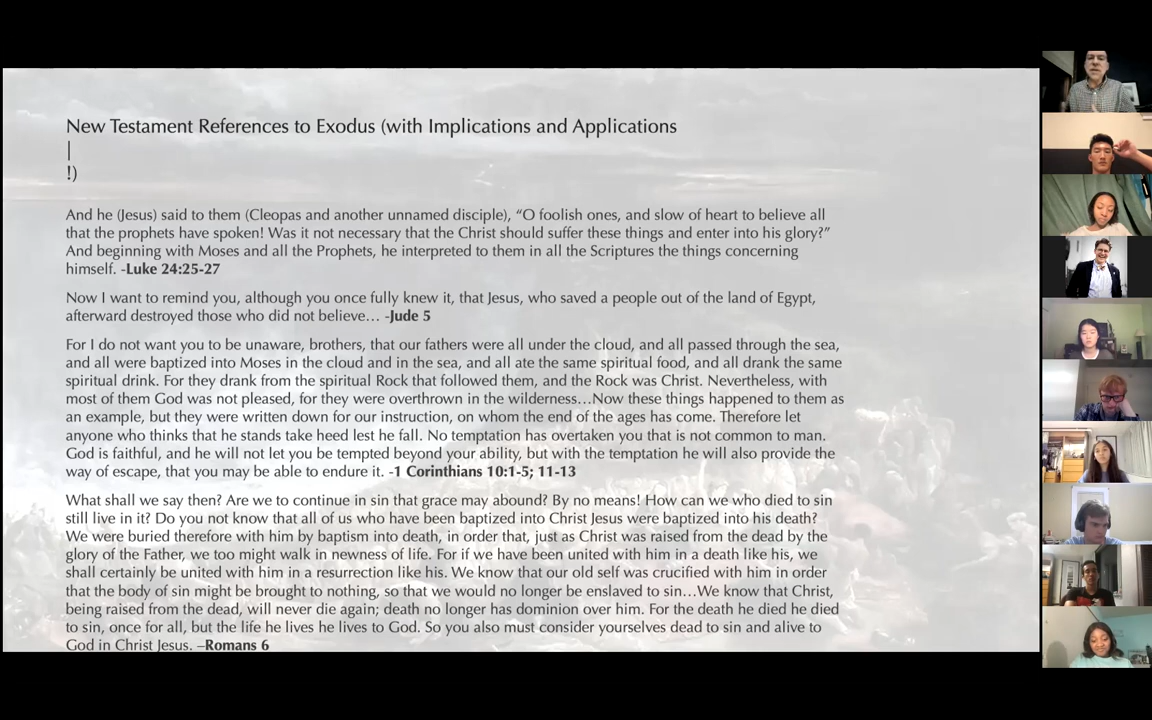 New Testament References to Exodus (with Implications and Applications
!)
And he (Jesus) said to them (Cleopas and another unnamed disciple), “O foolish ones, and slow of heart to believe all
that the prophets have spoken! Was it not necessary that the Christ should suffer these things and enter into his glory?”
And beginning with Moses and all the Prophets, he interpreted to them in all the Scriptures the things concerning
himself. -Luke 24:25-27
Now I want to remind you, although you once fully knew it, that Jesus, who saved a people out of the land of Egypt,
afterward destroyed those who did not believe… -Jude 5
For I do not want you to be unaware, brothers, that our fathers were all under the cloud, and all passed through the sea,
and all were baptized into Moses in the cloud and in the sea, and all ate the same spiritual food, and all drank the same
spiritual drink. For they drank from the spiritual Rock that followed them, and the Rock was Christ. Nevertheless, with
most of them God was not pleased, for they were overthrown in the wilderness…Now these things happened to them as
an example, but they were written down for our instruction, on whom the end of the ages has come. Therefore let
anyone who thinks that he stands take heed lest he fall. No temptation has overtaken you that is not common to man.
God is faithful, and he will not let you be tempted beyond your ability, but with the temptation he will also provide the
way of escape, that you may be able to endure it. -1 Corinthians 10:1-5; 11-13
What shall we say then? Are we to continue in sin that grace may abound? By no means! How can we who died to sin
still live in it? Do you not know that all of us who have been baptized into Christ Jesus were baptized into his death?
We were buried therefore with him by baptism into death, in order that, just as Christ was raised from the dead by the
glory of the Father, we too might walk in newness of life. For if we have been united with him in a death like his, we
shall certainly be united with him in a resurrection like his. We know that our old self was crucified with him in order
that the body of sin might be brought to nothing, so that we would no longer be enslaved to sin…We know that Christ,
being raised from the dead, will never die again; death no longer has dominion over him. For the death he died he died
to sin, once for all, but the life he lives he lives to God. So you also must consider yourselves dead to sin and alive to
God in Christ Jesus. –Romans 6